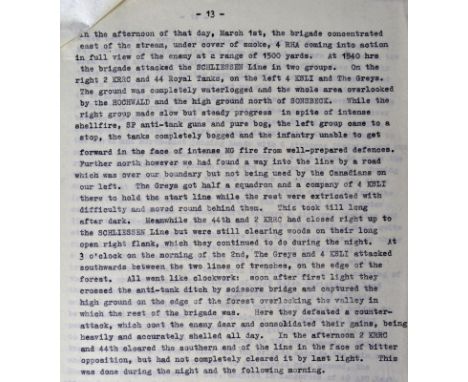 - 13 -
In the afternoon of that day, March 1st, the brigade concentrated
east of the stream, under cover of smoke, 4 RHA coming into action
in full view of the enemy at a range of 1500 yards. At 1540 hrs
the brigade attacked the SCHLIESSEN Line in two groups. On the
right 2 KRRC and 44 Royal Tanks, on the left 4 KSLI and The Greys.
The ground was completely waterlogged and the whole area overlooked
by the HOCHWALD and the high ground north of SONSBECK. While the
right group made slow but steady progress in spite of intense
shellfire, SP anti-tank guns and pure bog, the left group came to a
stop, the tanks completely bogged and the infantry unable to get
forward in the face of intense MG fire from well-prepared defences.
Further north however we had found a way into the line by a road
which was over our boundary but not being used by the Canadians on
our left. The Greys got half a squadron and a company of 4 KSLI
there to hold the start line while the rest were extricated with
difficulty and moved round behind them. This took till long
after dark. Meanwhile the 44th and 2 KRRC had closed right up to
the SCHLIESSEN Line but were still clearing woods on their long
open right flank, which they continued to do during the night. At
3 o'clock on the morning of the 2nd, The Greys and 4 KSLI attacked
southwards between the two lines of trenches, on the edge of the
forest. All went like clockwork: soon after first light they
crossed the anti-tank ditch by scissors bridge and captured the
high ground on the edge of the forest overlooking the valley in
which the rest of the brigade was. Here they defeated a counter-
attack, which cost the enemy dear and consolidated their gains, being
heavily and accurately shelled all day. In the afternoon 2 KRRC
and 44th cleared the southern end of the line in the face of bitter
opposition, but had not completely cleared it by last light. This
was done during the night and the following morning.